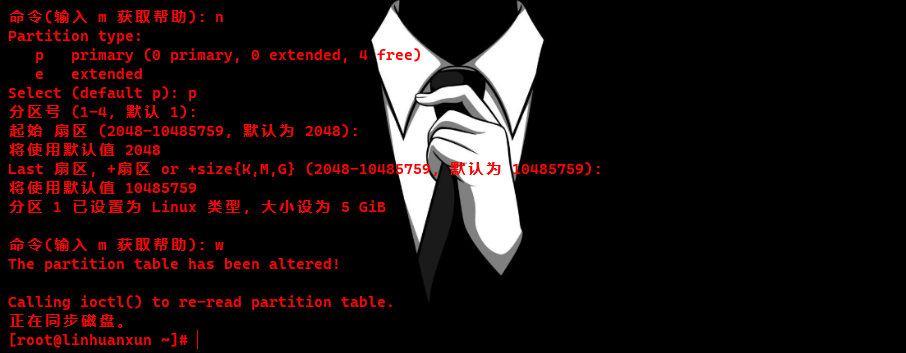 命令(输入 m 获取帮助): n
Partition type:
   p   primary (0 primary, 0 extended, 4 free)
   e   extended
Select (default p): p
分区号 (1-4, 默认 1):
起始 扇区 (2048-10485759, 默认为 2048):
将使用默认值 2048
Last 扇区, +扇区 or +size{K,M,G} (2048-10485759, 默认为 10485759):
将使用默认值 10485759
分区 1 已设置为 Linux 类型, 大小设为 5 GiB
命令(输入 m 获取帮助): w
The partition table has been altered!
Calling ioctl() to re-read partition table.
正在同步磁盘。
[root@linhuanxun ~]#